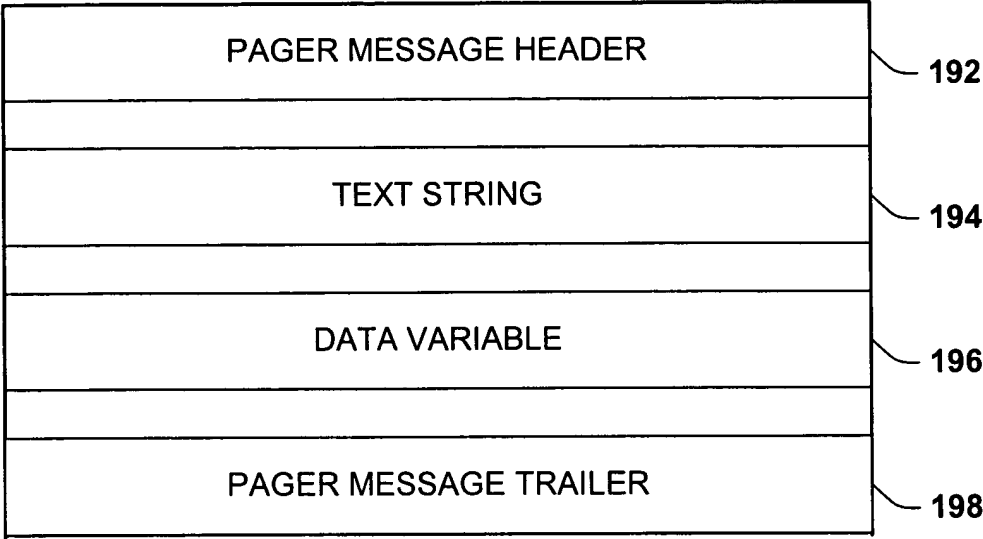 PAGER MESSAGE HEADER
192
TEXT STRING
194
DATA VARIABLE
196
PAGER MESSAGE TRAILER
198